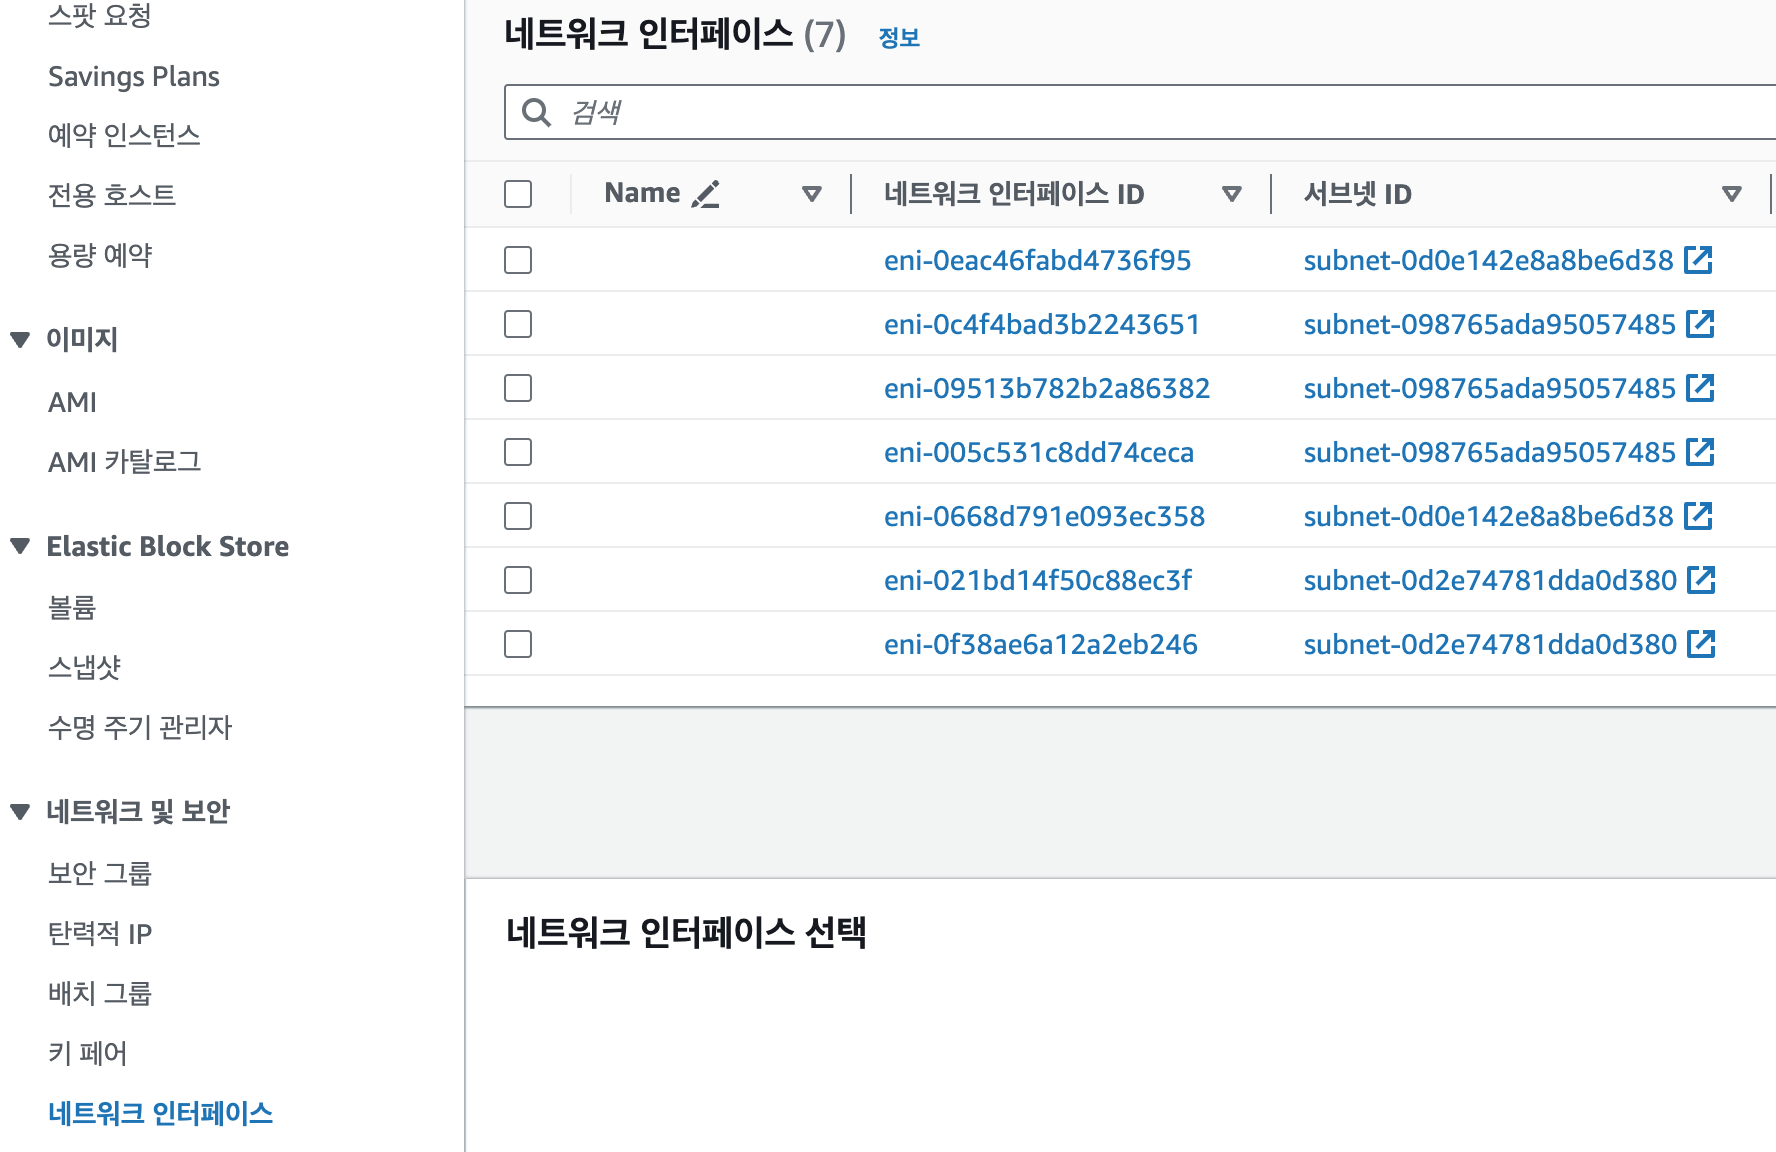 스팟 요청
Savings Plans
예약 인스턴스
전용 호스트
용량 예약
이미지
AMI
AMI 카탈로그
Elastic Block Store
볼륨
스냅샷
수명 주기 관리자
네트워크 및 보안
보안 그룹
탄력적 IP
배치 그룹
키 페어
네트워크 인터페이스
네트워크 인터페이스 (7) 정보
검색
Name 네트워크 인터페이스 ID 서브넷 ID
eni-0eac46fabd4736f95 subnet-0d0e142e8a8be6d38
eni-0c4f4bad3b2243651 subnet-098765ada95057485
eni-09513b782b2a86382 subnet-098765ada95057485
eni-005c531c8dd74ceca subnet-098765ada95057485
eni-0668d791e093ec358 subnet-0d0e142e8a8be6d38
eni-021bd14f50c88ec3f subnet-0d2e74781dda0d380
eni-0f38ae6a12a2eb246 subnet-0d2e74781dda0d380
네트워크 인터페이스 선택